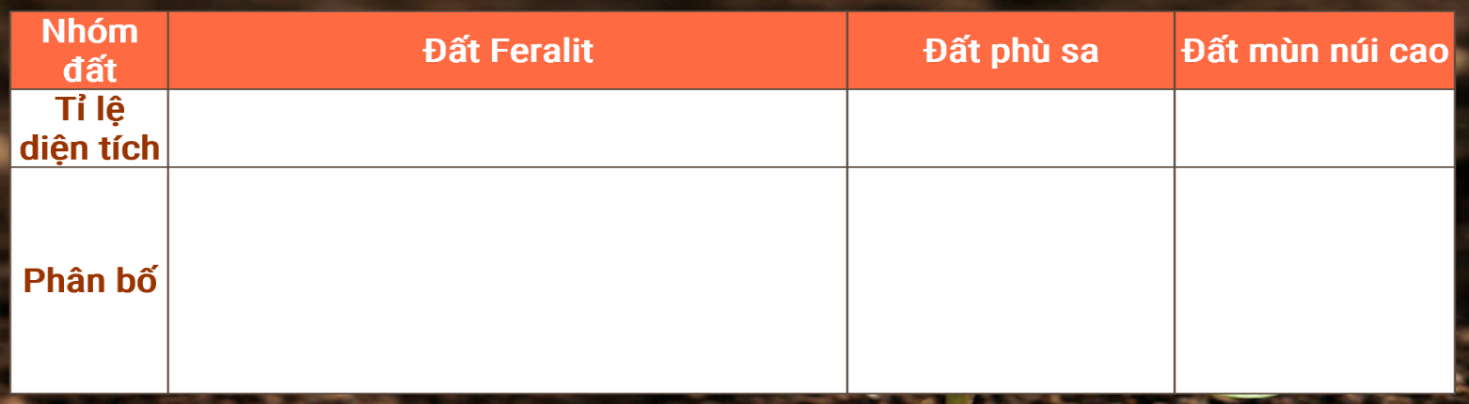 Nhóm
đất
Đất Feralit
Đất phù sa
Đất mùn núi cao
Tỉ lệ
diện tích
Phân bố